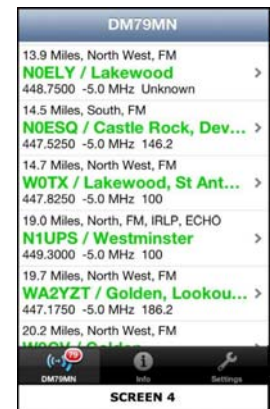 DM79MN
13.9 Miles, North West, FM
N0ELY / Lakewood
448.7500 -5.0 MHz Unknown
14.5 Miles, South, FM
N0ESQ / Castle Rock, Dev...
447.5250 -5.0 MHz 146.2
14.7 Miles, North West, FM
W0TX / Lakewood, St Ant...
447.8250 -5.0 MHz 100
19.0 Miles, North, FM, IRLP, ECHO
N1UPS / Westminster
449.3000 -5.0 MHz 100
19.7 Miles, North West, FM
WA2YZT / Golden, Lookou...
447.1750 -5.0 MHz 186.2
20.2 Miles, North West, FM
DM79MN
Info
Settings
SCREEN 4